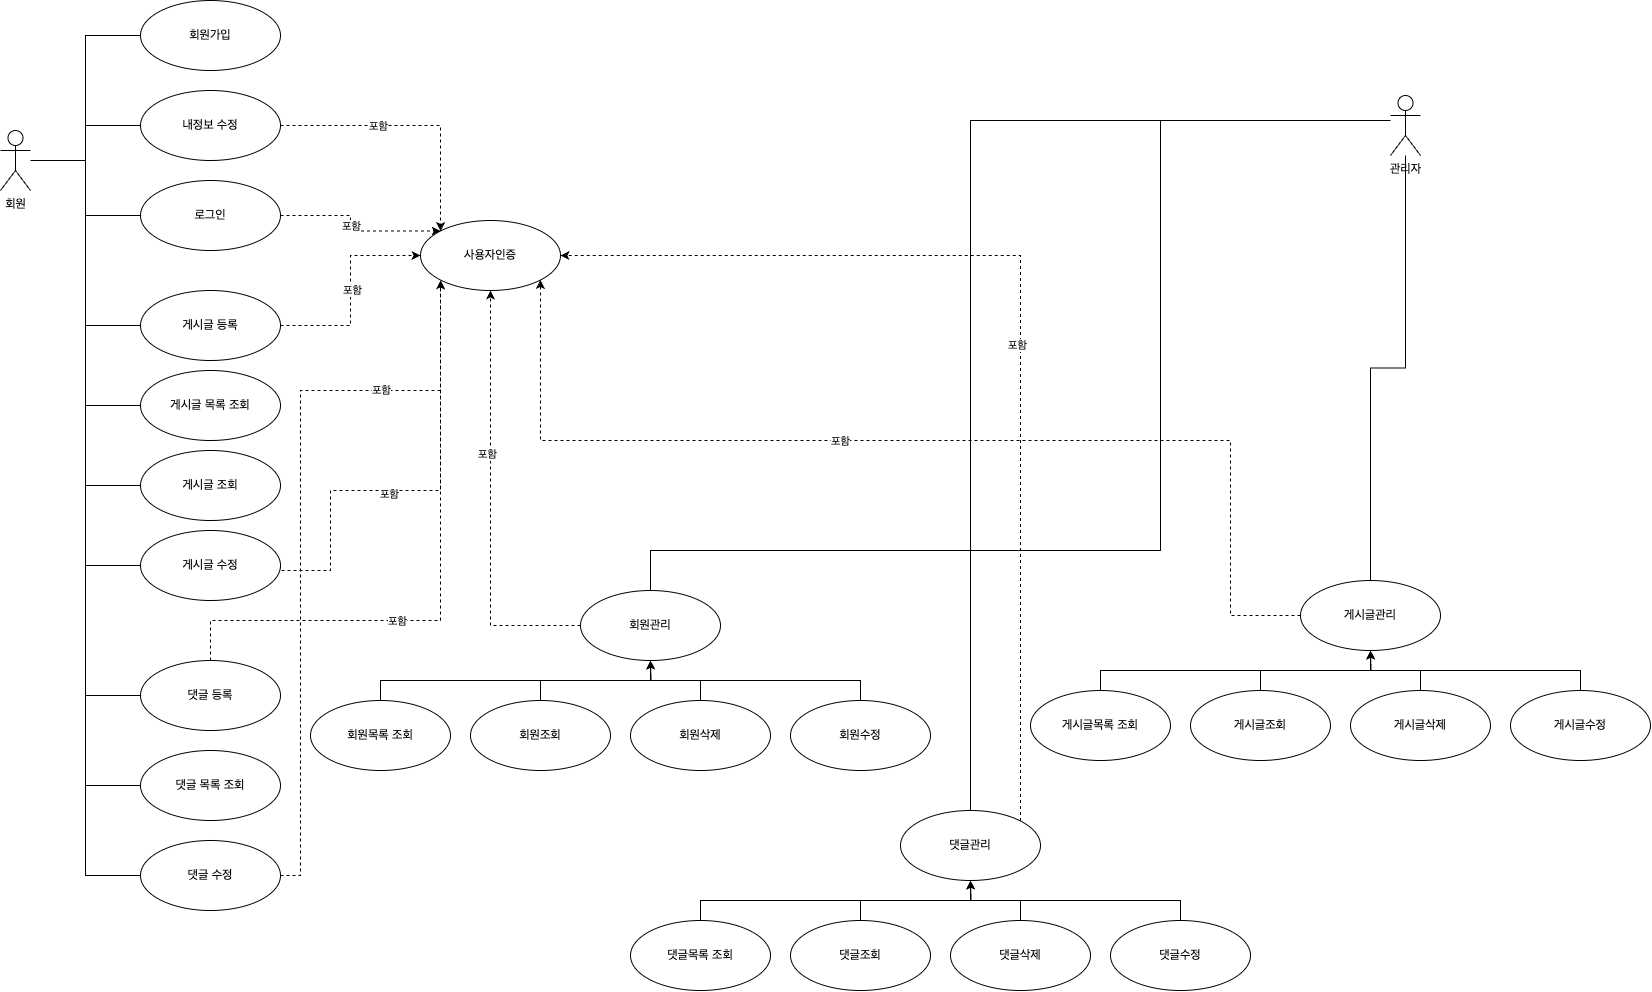 회원가입
내정보 수정
포함
관리자
회원
로그인
포함
사용자인증
포함
게시글 등록
포함
포함
게시글 목록 조회
포함
포함
게시글 조회
포함
게시글 수정
게시글관리
포함
회원관리
댓글 등록
게시글목록 조회
게시글조회
게시글삭제
게시글수정
회원목록 조회
회원조회
회원삭제
회원수정
댓글 목록 조회
댓글관리
댓글 수정
댓글목록 조회
댓글조회
댓글삭제
댓글수정
포함